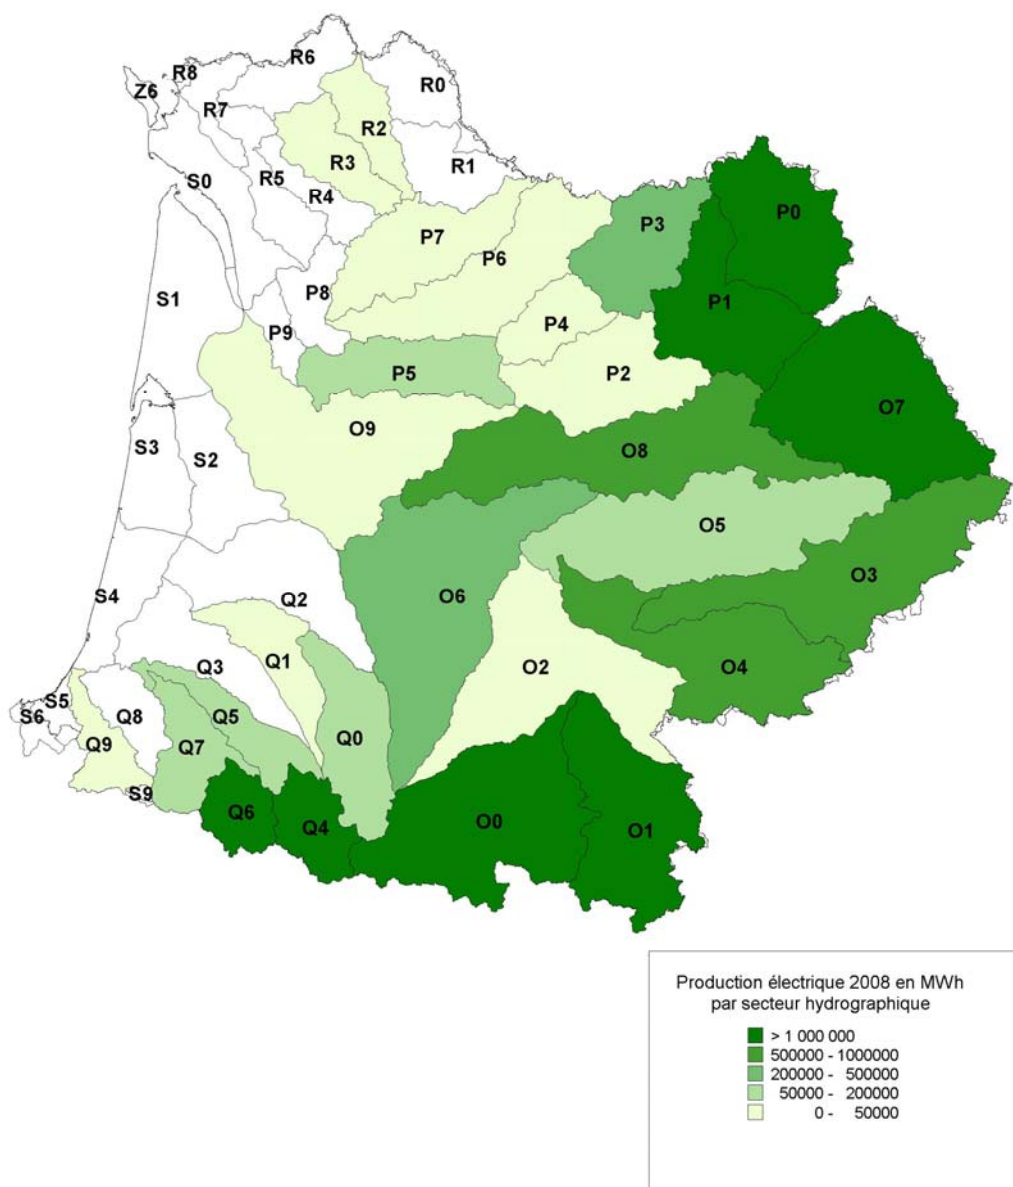 R6
R8
R0
Z6
R7
R2
R3
R1
S0
R5
R4
P0
P3
P7
P6
P8
S1
P1
P4
P9
P5
P2
O7
O9
S3
S2
O8
O5
O3
S4
Q2
O6
Q1
Q3
O2
O4
S5
S6
Q8
Q5
Q9
Q7
Q0
S9
Q6
Q4
O0
O1
Production électrique 2008 en MWh
par secteur hydrographique
> 1 000 000
500000 - 1000000
200000 - 500000
50000 - 200000
0 - 50000